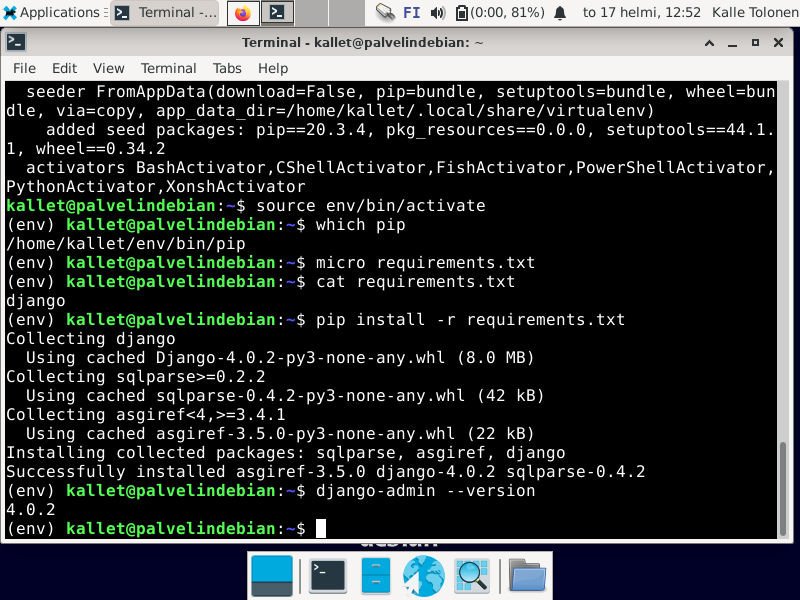 Applications
Terminal -...
FI
(0:00, 81%)
to 17 helmi, 12:52
Kalle Tolonen
Terminal - kallet@palvelindebian: ~
File Edit View Terminal Tabs Help
seeder FromAppData(download=False, pip=bundle, setuptools=bundle, wheel=bun
dle, via=copy, app_data_dir=/home/kallet/.local/share/virtualenv)
added seed packages: pip==20.3.4, pkg_resources==0.0.0, setuptools==44.1.
1, wheel==0.34.2
activators BashActivator,CShellActivator,FishActivator,PowerShellActivator,
PythonActivator,XonshActivator
kallet@palvelindebian:~$ source env/bin/activate
(env) kallet@palvelindebian:~$ which pip
/home/kallet/env/bin/pip
(env) kallet@palvelindebian:~$ micro requirements.txt
(env) kallet@palvelindebian:~$ cat requirements.txt
django
(env) kallet@palvelindebian:~$ pip install -r requirements.txt
Collecting django
Using cached Django-4.0.2-py3-none-any.whl (8.0 MB)
Collecting sqlparse>=0.2.2
Using cached sqlparse-0.4.2-py3-none-any.whl (42 kB)
Collecting asgiref<4,>=3.4.1
Using cached asgiref-3.5.0-py3-none-any.whl (22 kB)
Installing collected packages: sqlparse, asgiref, django
Successfully installed asgiref-3.5.0 django-4.0.2 sqlparse-0.4.2
(env) kallet@palvelindebian:~$ django-admin --version
4.0.2
(env) kallet@palvelindebian:~$